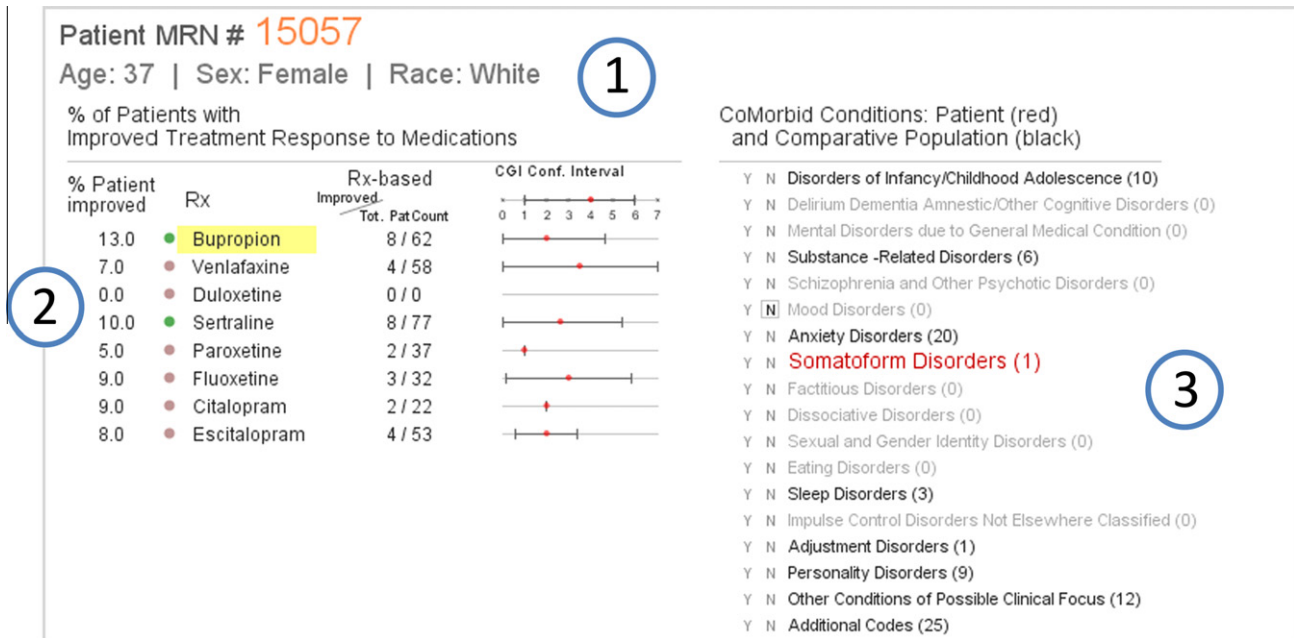 Patient MRN # 15057
Age: 37 | Sex: Female | Race: White
1
% of Patients with
Improved Treatment Response to Medications
% Patient improved Rx Rx-based Improved Tot. PatCount CGI Conf. Interval
0 1 2 3 4 5 6 7
13.0 Bupropion 8 / 62
7.0 Venlafaxine 4 / 58
0.0 Duloxetine 0 / 0
10.0 Sertraline 8 / 77
5.0 Paroxetine 2 / 37
9.0 Fluoxetine 3 / 32
9.0 Citalopram 2 / 22
8.0 Escitalopram 4 / 53
2
CoMorbid Conditions: Patient (red)
and Comparative Population (black)
Y N Disorders of Infancy/Childhood Adolescence (10)
Y N Delirium Dementia Amnestic/Other Cognitive Disorders (0)
Y N Mental Disorders due to General Medical Condition (0)
Y N Substance -Related Disorders (6)
Y N Schizophrenia and Other Psychotic Disorders (0)
Y N Mood Disorders (0)
Y N Anxiety Disorders (20)
Y N Somatoform Disorders (1)
Y N Factitious Disorders (0)
Y N Dissociative Disorders (0)
Y N Sexual and Gender Identity Disorders (0)
Y N Eating Disorders (0)
Y N Sleep Disorders (3)
Y N Impulse Control Disorders Not Elsewhere Classified (0)
Y N Adjustment Disorders (1)
Y N Personality Disorders (9)
Y N Other Conditions of Possible Clinical Focus (12)
Y N Additional Codes (25)
3